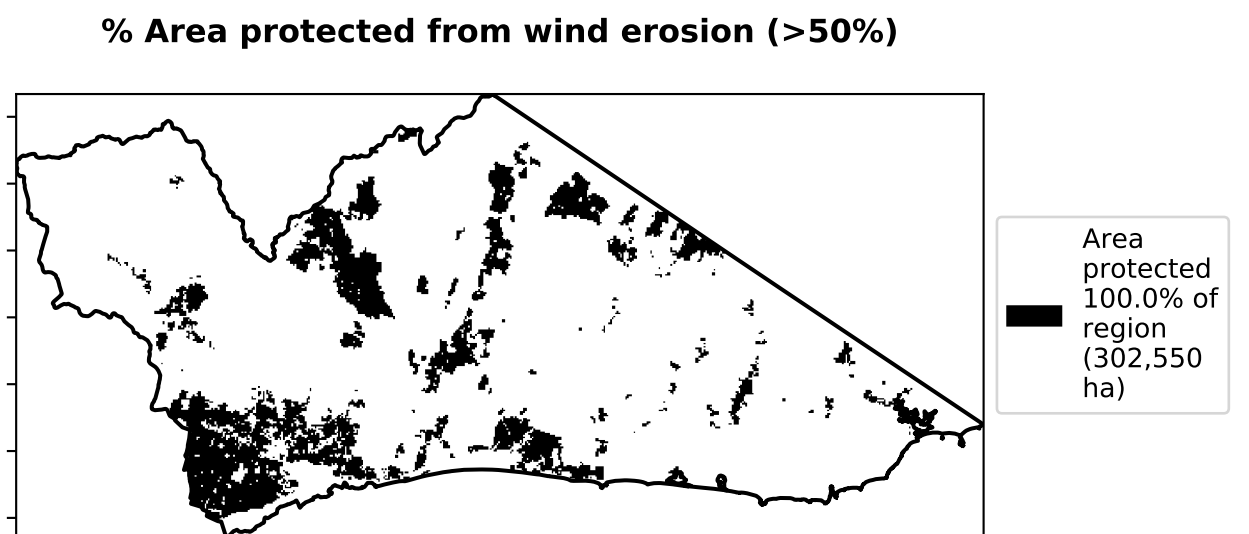 % Area protected from wind erosion (>50%)
Area
protected
100.0% of
region
(302,550
ha)